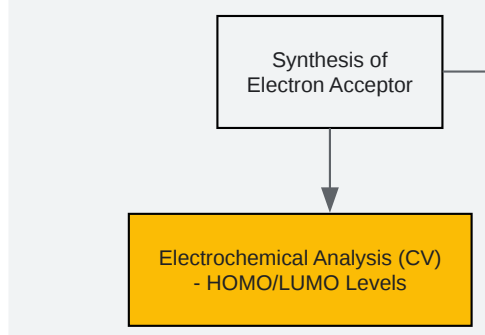 Synthesis of
Electron Acceptor
Electrochemical Analysis (CV)
- HOMO/LUMO Levels